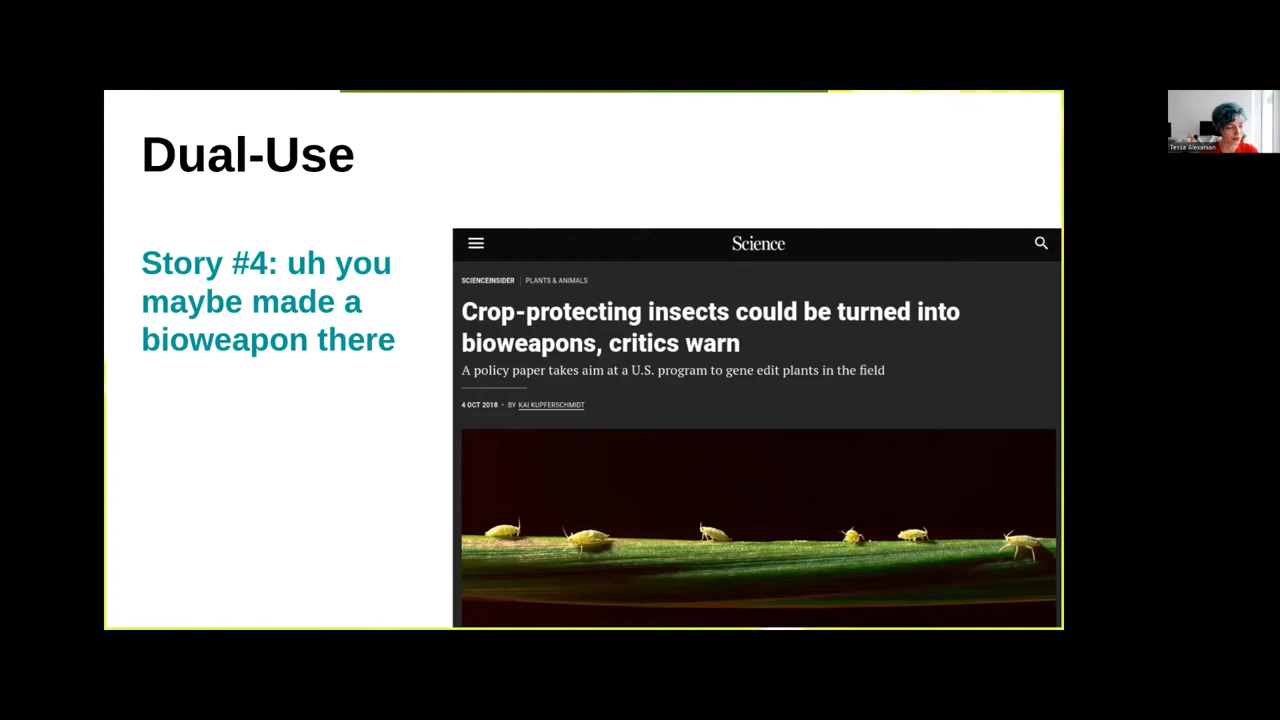 Dual-Use
Story #4: uh you
maybe made a
bioweapon there
Science
SCIENCEINSIDER | PLANTS & ANIMALS
Crop-protecting insects could be turned into
bioweapons, critics warn
A policy paper takes aim at a U.S. program to gene edit plants in the field
4 OCT 2018 • BY KAI KUPFERSCHMIDT
Tessa Alexanian